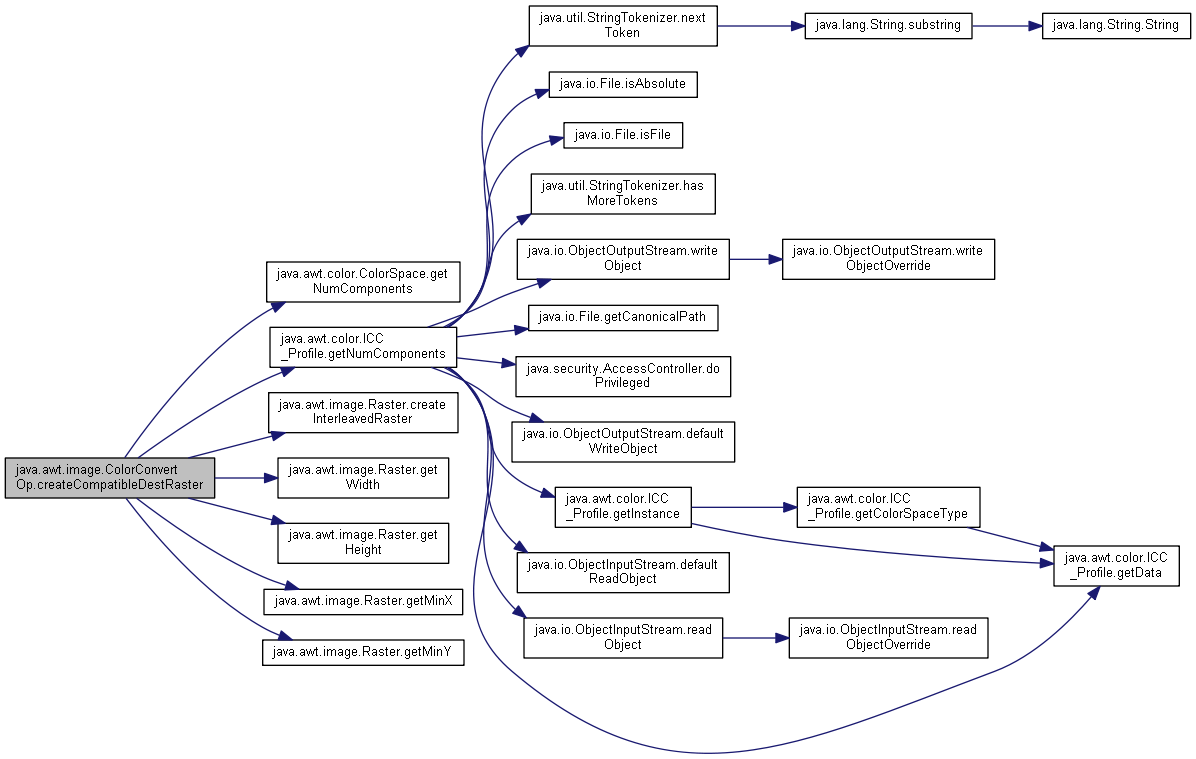 java.util.StringTokenizer.next
Token
java.lang.String.substring
java.lang.String.String
java.io.File.isAbsolute
java.io.File.isFile
java.util.StringTokenizer.has
MoreTokens
java.io.ObjectOutputStream.write
Object
java.io.ObjectOutputStream.write
ObjectOverride
java.awt.color.ColorSpace.get
NumComponents
java.io.File.getCanonicalPath
java.awt.color.ICC
_Profile.getNumComponents
java.security.AccessController.do
Privileged
java.awt.image.Raster.create
InterleavedRaster
java.io.ObjectOutputStream.default
WriteObject
java.awt.image.ColorConvert
Op.createCompatibleDestRaster
java.awt.image.Raster.get
Width
java.awt.color.ICC
_Profile.getInstance
java.awt.color.ICC
_Profile.getColorSpaceType
java.awt.image.Raster.get
Height
java.io.ObjectInputStream.default
ReadObject
java.awt.color.ICC
_Profile.getData
java.awt.image.Raster.getMinX
java.io.ObjectInputStream.read
Object
java.io.ObjectInputStream.read
ObjectOverride
java.awt.image.Raster.getMinY